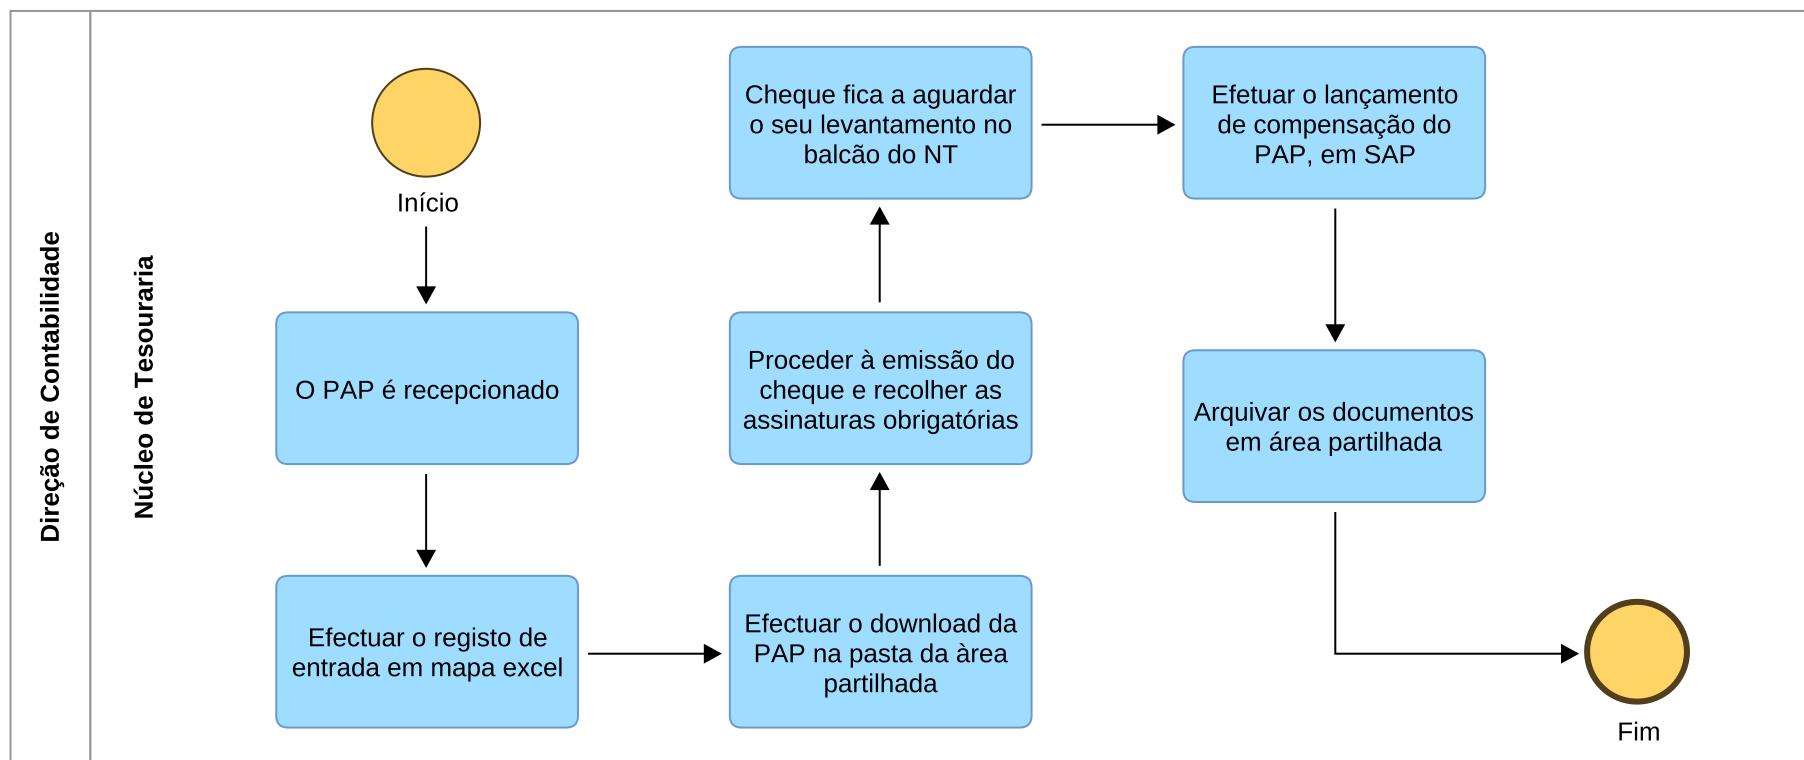 Direção de Contabilidade
Núcleo de Tesouraria
Início
O PAP é recepcionado
Efectuar o registo de
entrada em mapa excel
Efectuar o download da
PAP na pasta da àrea
partilhada
Proceder à emissão do
cheque e recolher as
assinaturas obrigatórias
Cheque fica a aguardar
o seu levantamento no
balcão do NT
Efetuar o lançamento
de compensação do
PAP, em SAP
Arquivar os documentos
em área partilhada
Fim